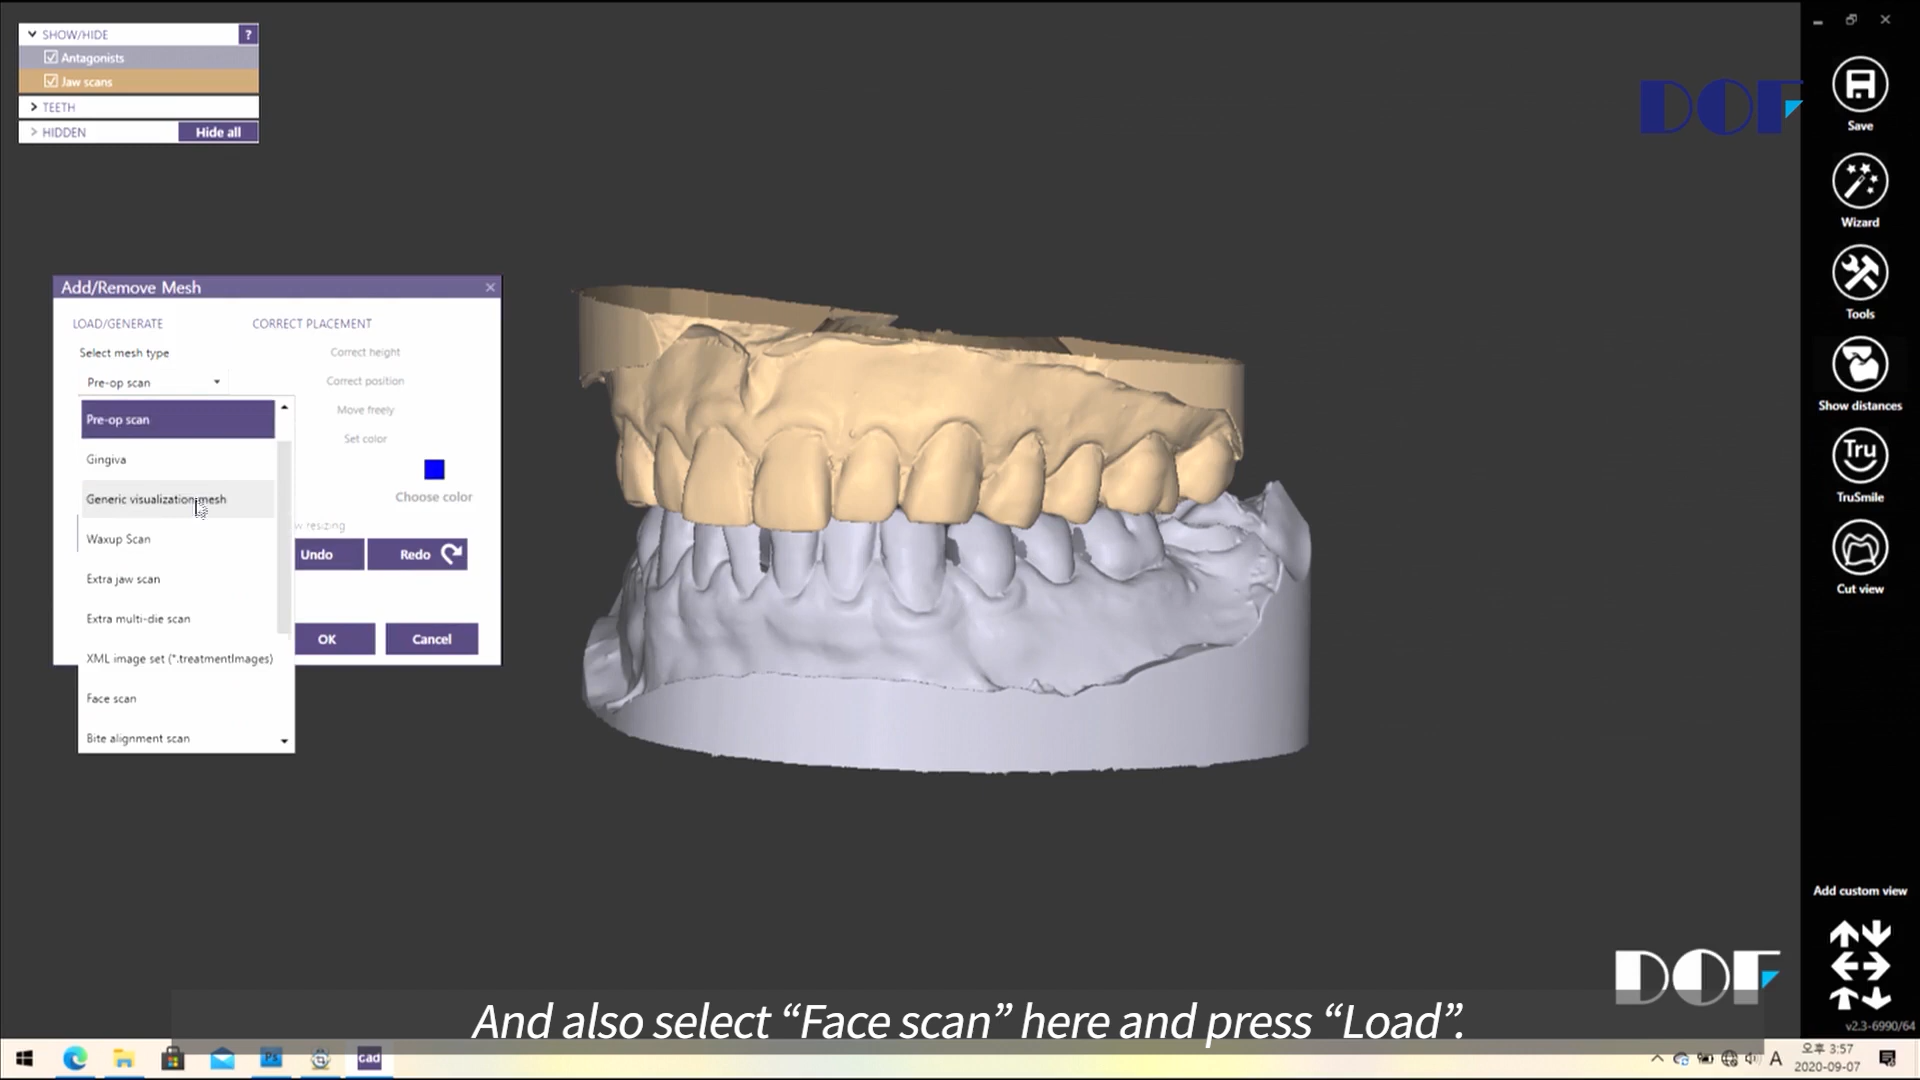 SHOW/HIDE
?
Antagonists
Jaw scans
TEETH
HIDDEN
Hide all
DOF
Save
Wizard
Tools
Show distances
Tru
TruSmile
Cut view
Add/Remove Mesh
LOAD/GENERATE
CORRECT PLACEMENT
Select mesh type
Pre-op scan
Correct height
Correct position
Move freely
Set color
Choose color
Pre-op scan
Gingiva
Generic visualization mesh
Waxup Scan
Extra jaw scan
Extra multi-die scan
XML image set (*.treatmentImages)
Face scan
Bite alignment scan
resizing
Undo
Redo
OK
Cancel
Add custom view
DOF
And also select “Face scan” here and press “Load”.
v2.3-6990/64
Ps
cad
A
오후 3:57
2020-09-07